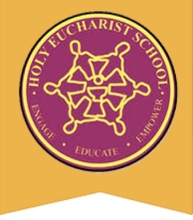 · HOLY EUCHARIST SCHOOL ·
ENGAGE · EDUCATE · EMPOWER